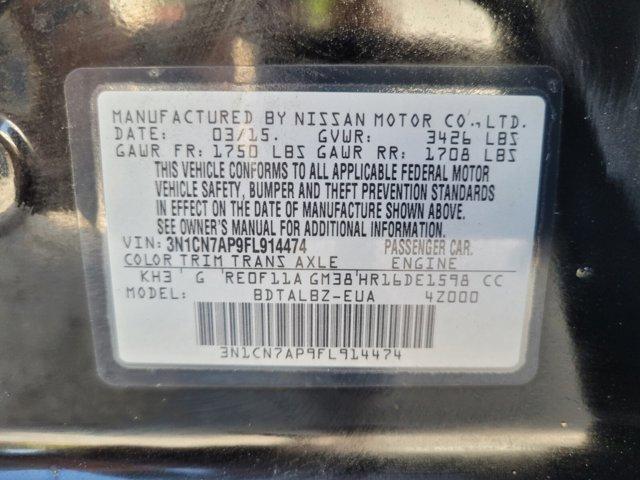 MANUFACTURED BY NISSAN MOTOR CO.,LTD.
DATE: 03/15. GVWR: 3426 LBS
GAWR FR: 1750 LBS GAWR RR: 1708 LBS
THIS VEHICLE CONFORMS TO ALL APPLICABLE FEDERAL MOTOR
VEHICLE SAFETY, BUMPER AND THEFT PREVENTION STANDARDS
IN EFFECT ON THE DATE OF MANUFACTURE SHOWN ABOVE.
SEE OWNER'S MANUAL FOR ADDITIONAL INFORMATION.
VIN: 3N1CN7AP9FL914474 PASSENGER CAR.
COLOR TRIM TRANS AXLE ENGINE
KH3 G RE0F11A GM38 HR16DE1598 CC
MODEL: BDTALBZ-EUA 4Z000
3N1CN7AP9FL914474